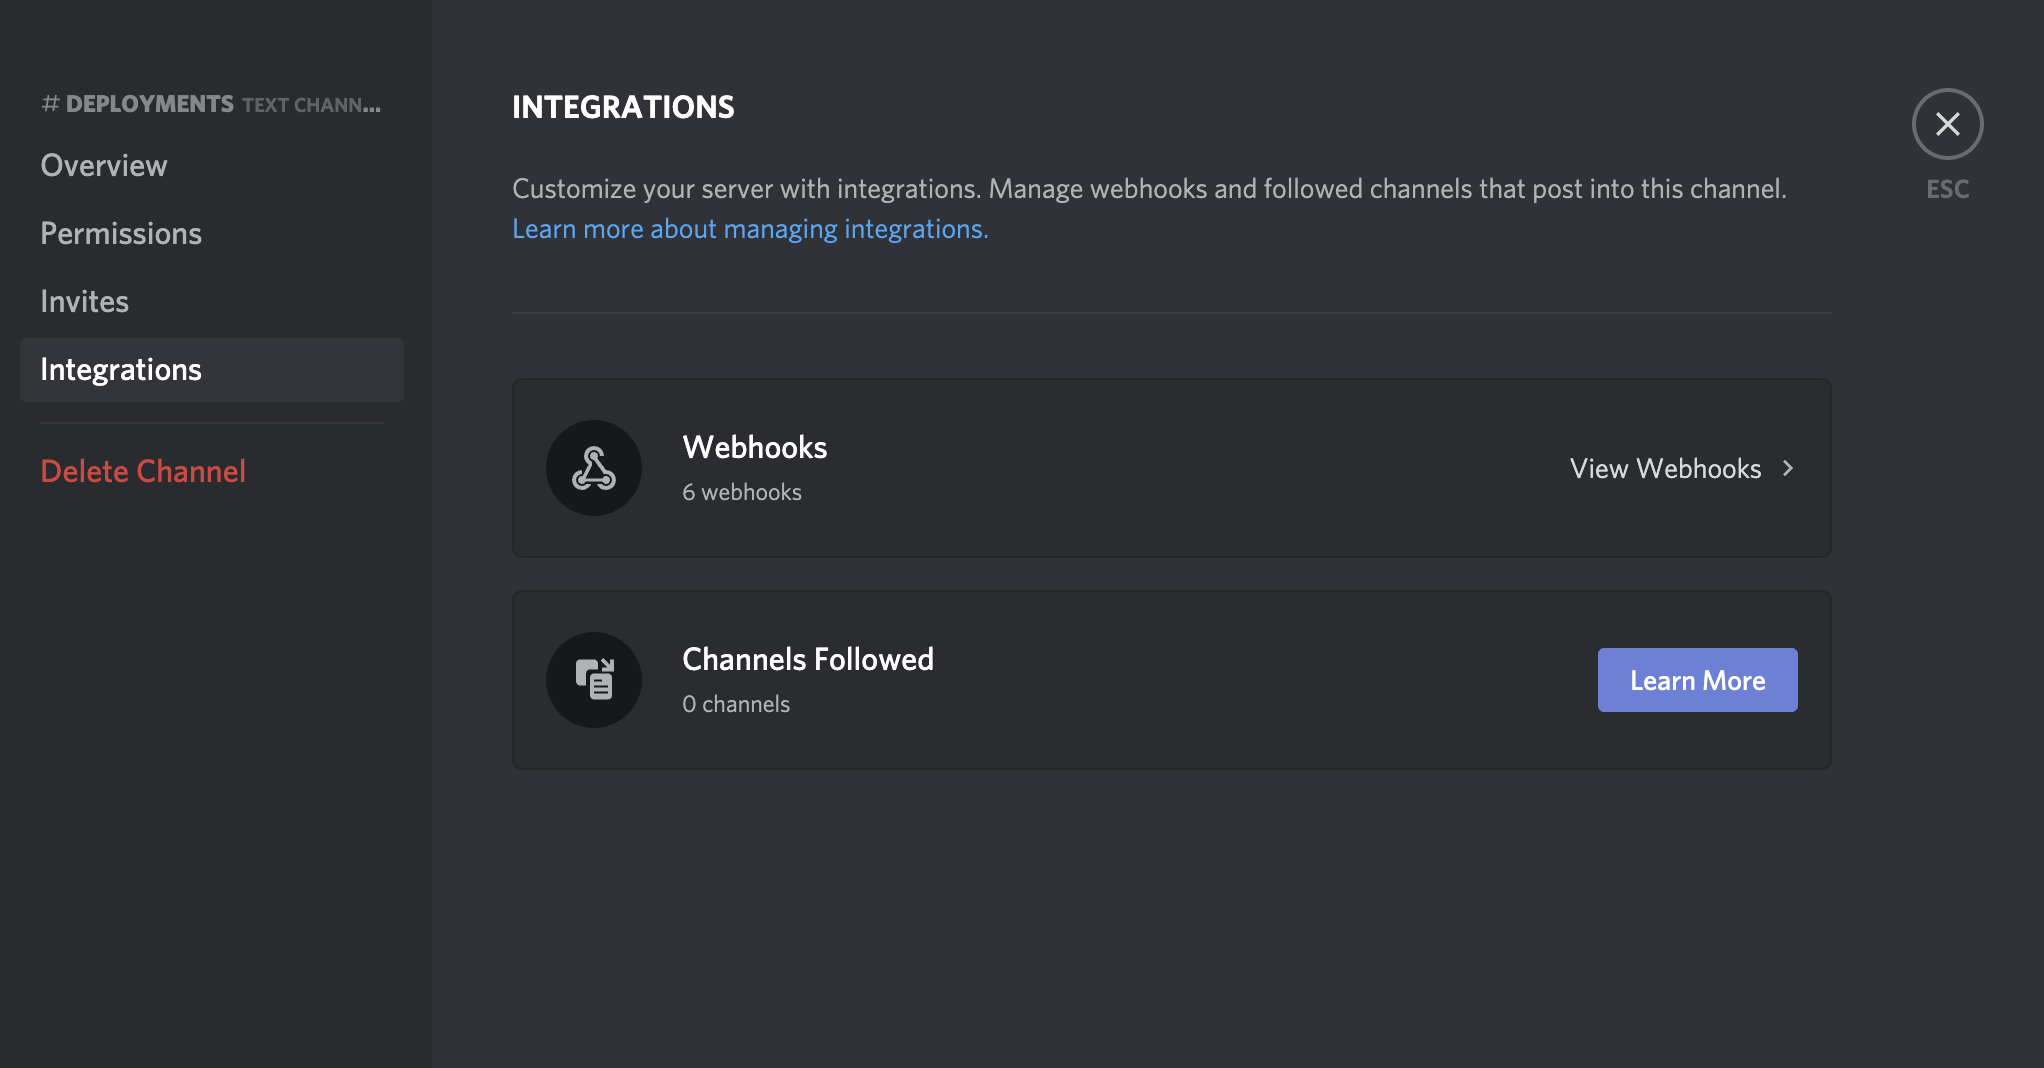 # DEPLOYMENTS TEXT CHANN...
Overview
Permissions
Invites
Integrations
Delete Channel
INTEGRATIONS
Customize your server with integrations. Manage webhooks and followed channels that post into this channel.
Learn more about managing integrations.
Webhooks
6 webhooks
View Webhooks
Channels Followed
0 channels
Learn More
ESC